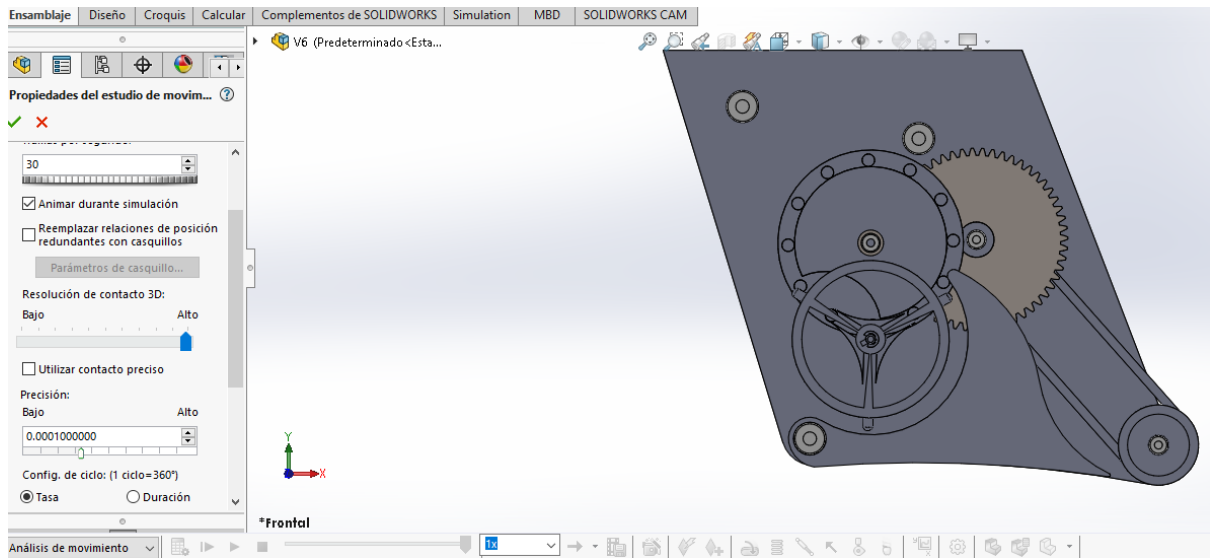 Ensamblaje Diseño Croquis Calcular Complementos de SOLIDWORKS Simulation MBD SOLIDWORKS CAM
V6 (Predeterminado<Esta...
Propiedades del estudio de movim...
30
Animar durante simulación
Reemplazar relaciones de posición
redundantes con casquillos
Parámetros de casquillo...
Resolución de contacto 3D:
Bajo Alto
Utilizar contacto preciso
Precisión:
Bajo Alto
0.0001000000
Config. de ciclo: (1 ciclo=360°)
Tasa Duración
Y
X
*Frontal
Análisis de movimiento 1x